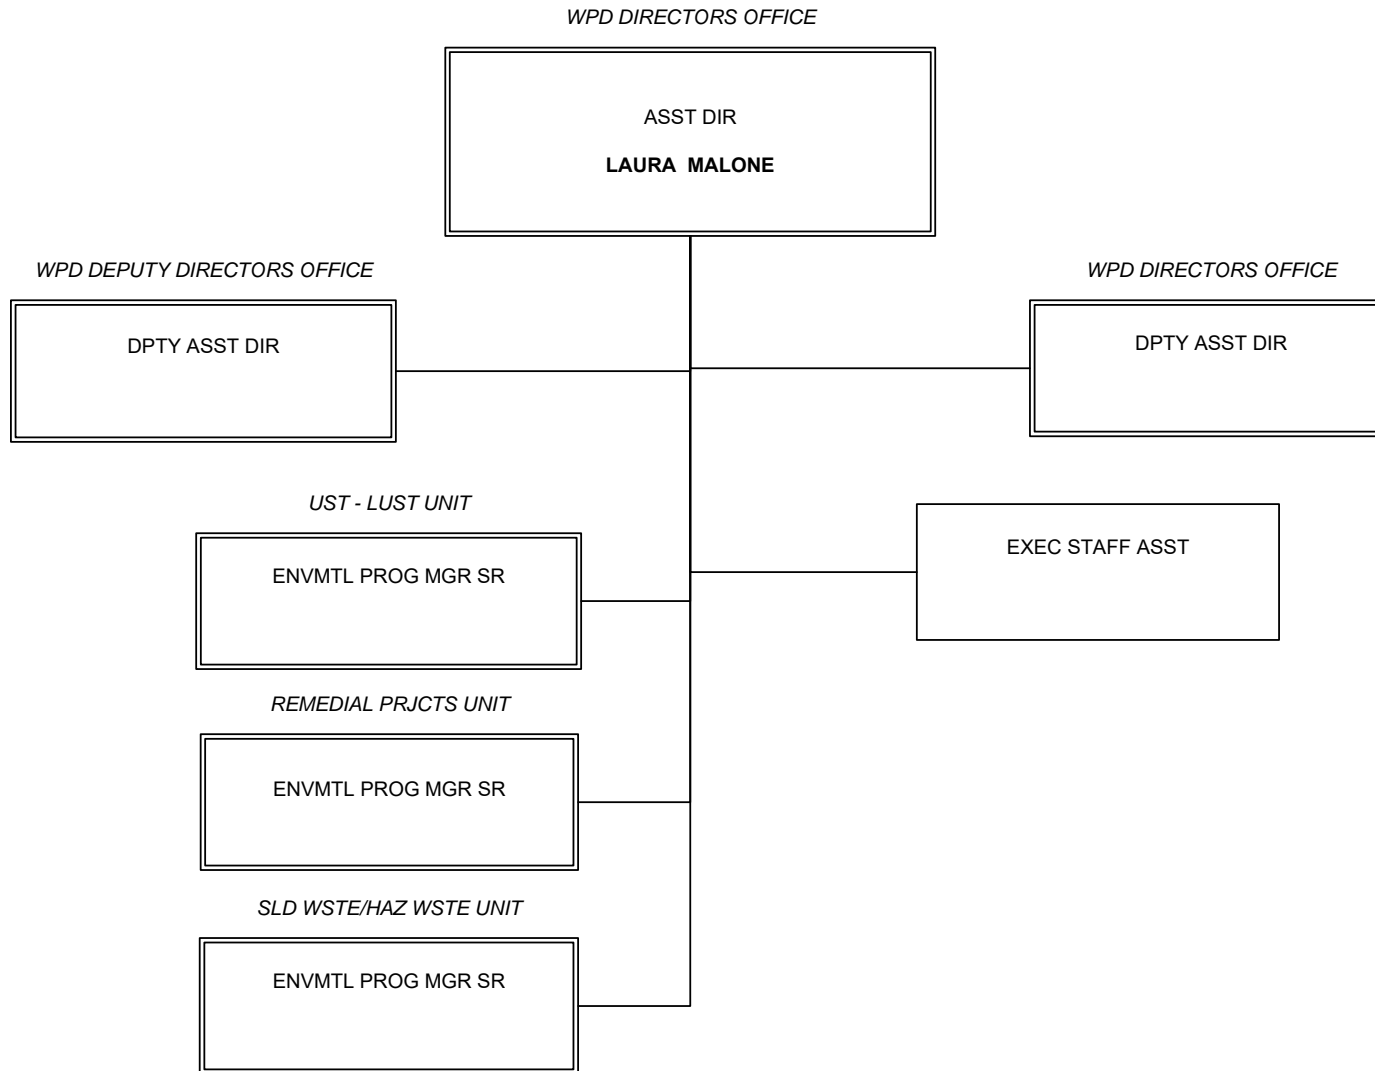 WPD DIRECTORS OFFICE
ASST DIR
LAURA MALONE
WPD DEPUTY DIRECTORS OFFICE
DPTY ASST DIR
WPD DIRECTORS OFFICE
DPTY ASST DIR
UST - LUST UNIT
ENVMTL PROG MGR SR
EXEC STAFF ASST
REMEDIAL PRJCTS UNIT
ENVMTL PROG MGR SR
SLD WSTE/HAZ WSTE UNIT
ENVMTL PROG MGR SR